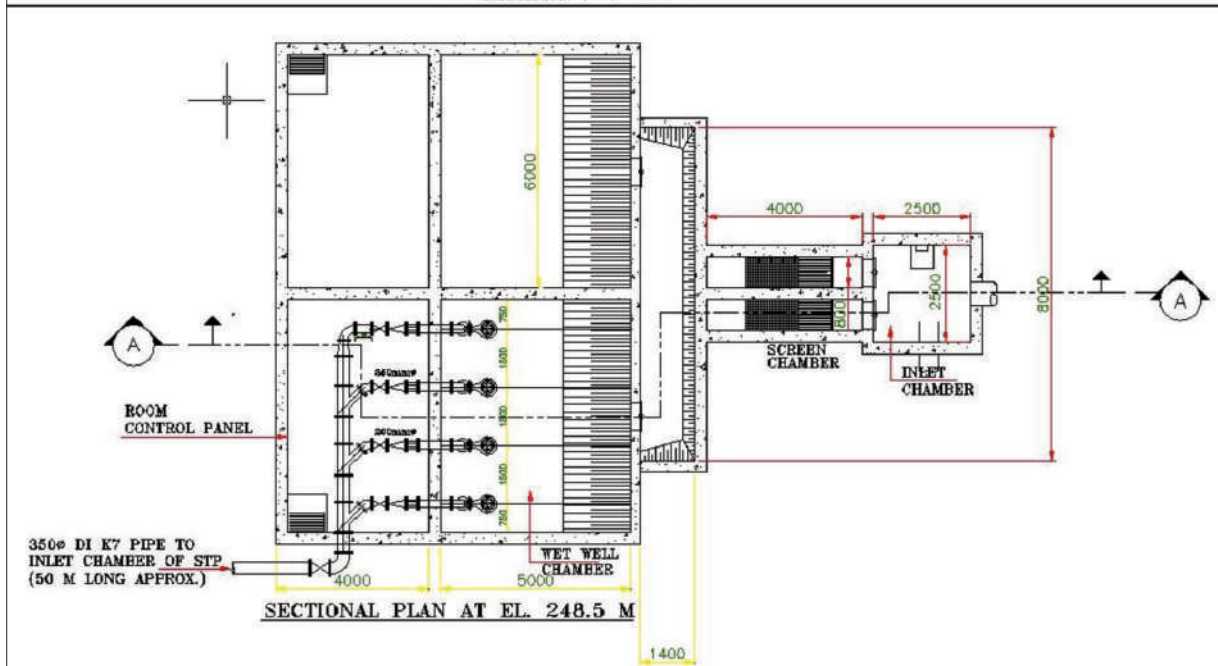 6000
4000
2500
2500
1800
8000
SCREEN
CHAMBER
INLET
CHAMBER
A
A
750
1500
1500
1500
750
ROOM
CONTROL PANEL
350ø DI K7 PIPE TO
INLET CHAMBER OF STP
(50 M LONG APPROX.)
WET WELL
CHAMBER
4000
5000
SECTIONAL PLAN AT EL. 248.5 M
1400